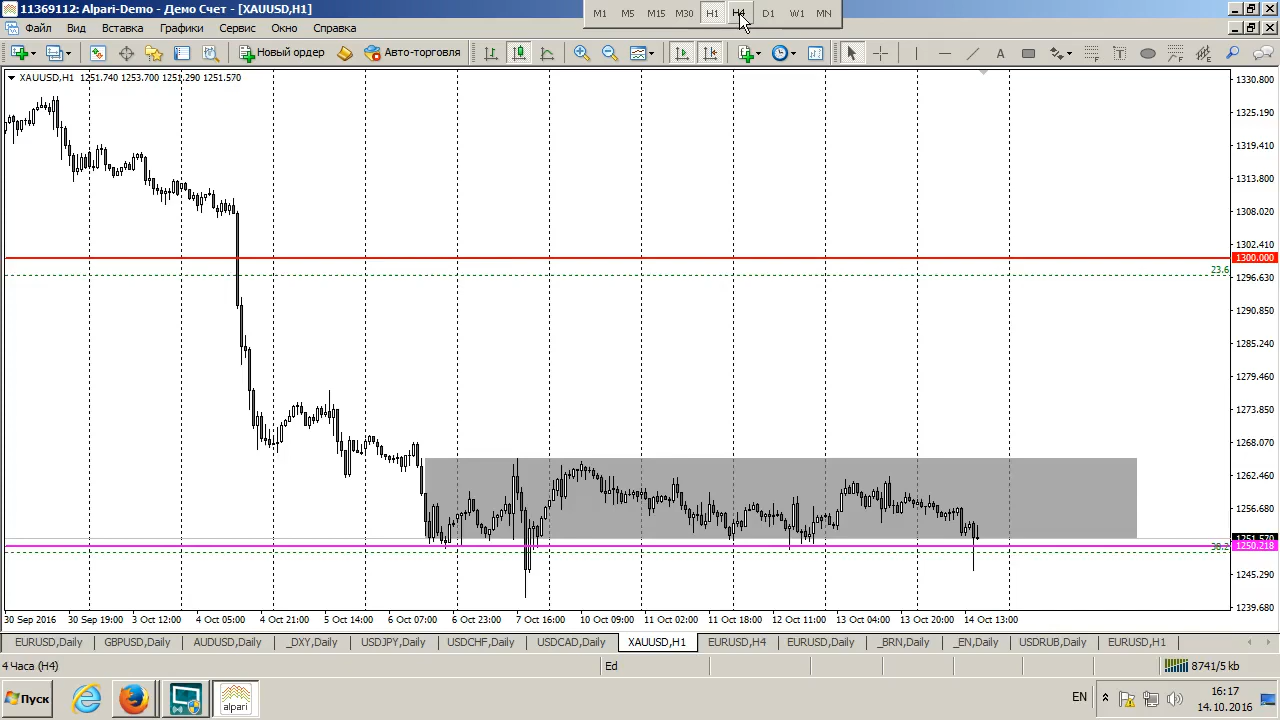 11369112: Alpari-Demo - Демо Счет - [XAUUSD,H1]
M1 M5 M15 M30 H1 H4 D1 W1 MN
Файл Вид Вставка Графики Сервис Окно Справка
Новый ордер Авто-торговля
XAUUSD,H1 1251.740 1253.700 1251.290 1251.570
1330.800
1325.190
1319.410
1313.800
1308.020
1302.410
1300.000
23.6
1296.630
1290.850
1285.240
1279.460
1273.850
1268.070
1262.460
1256.680
1251.570
1250.218
38.2
1245.290
1239.680
30 Sep 2016 30 Sep 19:00 3 Oct 12:00 4 Oct 05:00 4 Oct 21:00 5 Oct 14:00 6 Oct 07:00 6 Oct 23:00 7 Oct 16:00 10 Oct 09:00 11 Oct 02:00 11 Oct 18:00 12 Oct 11:00 13 Oct 04:00 13 Oct 20:00 14 Oct 13:00
EURUSD,Daily GBPUSD,Daily AUDUSD,Daily _DXY,Daily USDJPY,Daily USDCHF,Daily USDCAD,Daily XAUUSD,H1 EURUSD,H4 EURUSD,Daily _BRN,Daily _EN,Daily USDRUB,Daily EURUSD,H1
4 Часа (H4) Ed 8741/5 kb
Пуск alpari EN 16:17
14.10.2016